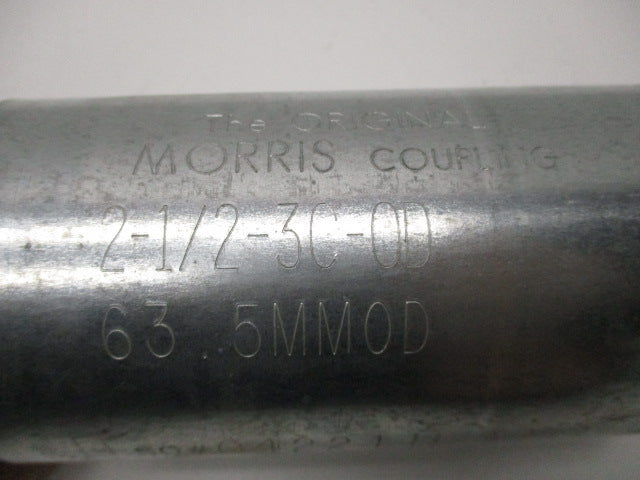 The ORIGINAL
MORRIS COUPLING
2-1/2-3C-OD
63.5MMOD